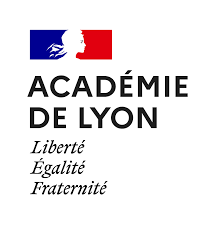 ACADÉMIE
DE LYON
Liberté
Égalité
Fraternité